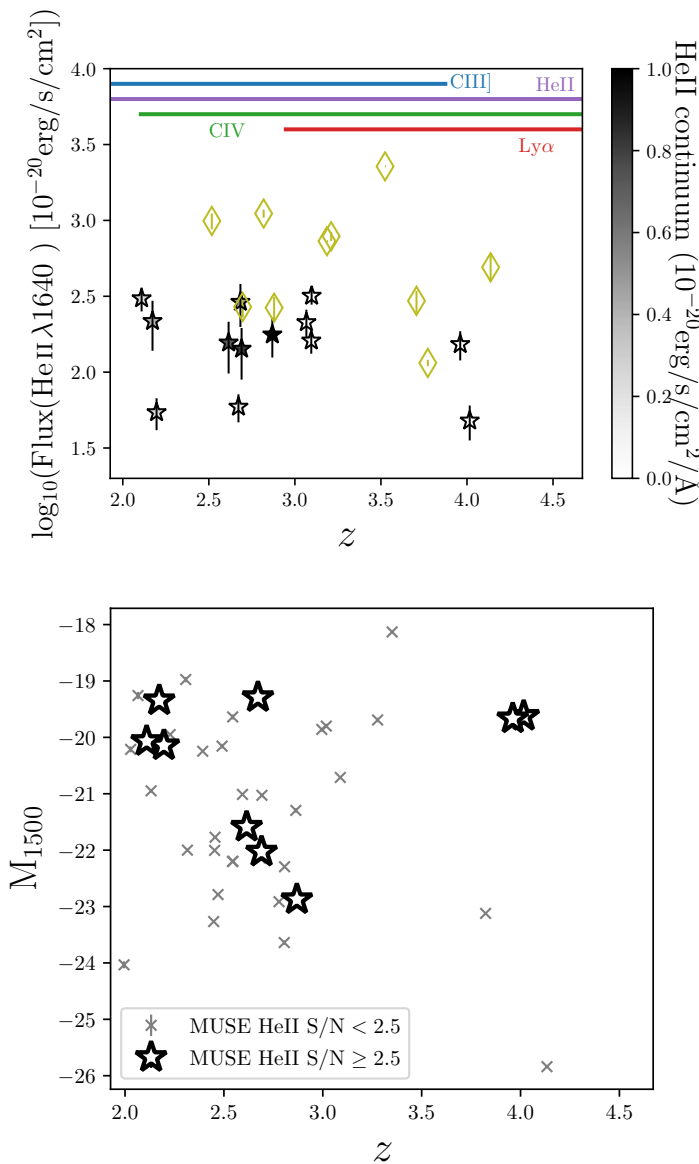 log₁₀(Flux(HeII λ1640 ) [10⁻²⁰erg/s/cm²]
4.0
3.5
3.0
2.5
2.0
1.5
CIII]
HeII
CIV
Lyα
2.0 2.5 3.0 3.5 4.0 4.5
z
1.0
0.8
0.6
0.4
0.2
0.0
HeII continuum (10⁻²⁰erg/s/cm²/Å)
M₁₅₀₀
−18
−19
−20
−21
−22
−23
−24
−25
−26
MUSE HeII S/N < 2.5
MUSE HeII S/N ≥ 2.5
2.0 2.5 3.0 3.5 4.0 4.5
z